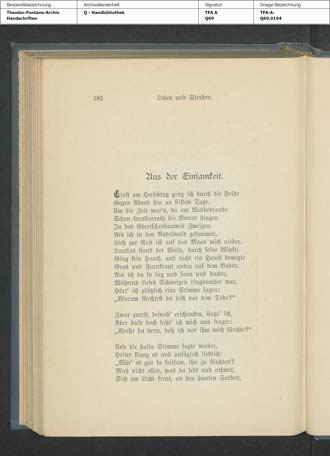 Bestandsbezeichnung
Archivalieneinheit
Signatur
Image-Bezeichnung
Theodor-Fontane-Archiv
Handschriften
Q - Handbibliothek
TFA A
Q69
TFA-A-
Q69,0194
182
Leben und Sterben.
Aus der Einsamkeit.
Einst am Herbsttag ging ich durch die Heide
Gegen Abend hin an stillem Tage.
Um die Zeit war's, da am Waldesrande
Schon korallenroth die Beeren hingen
In des Ebereschenbaumes Zweigen.
Als ich in den Nadelwald gekommen,
Ließ zur Rast ich auf das Moos mich nieder.
Lautlos stand der Wald, durch seine Wipfel
Ging kein Hauch, und nicht ein Hauch bewegte
Gras und Farnkraut unten auf dem Boden.
Als ich da so lag und sann und dachte,
Während tiefes Schweigen ringsumher war,
Hört' ich plötzlich eine Stimme sagen:
„Warum fürchtest du dich vor dem Tode?"
Zwar zuerst, beinah' erschrocken, stutzt' ich,
Aber bald doch faßt' ich mich und fragte:
„Weißt du denn, daß ich vor ihm mich fürchte?"
Und die holde Stimme sagte wieder,
Heiter klang es und unsäglich lieblich:
„Wär' es gar so seltsam, ihn zu fürchten?
Muß nicht alles, was da lebt und athmet,
Sich am Licht freut, an den bunten Farben,